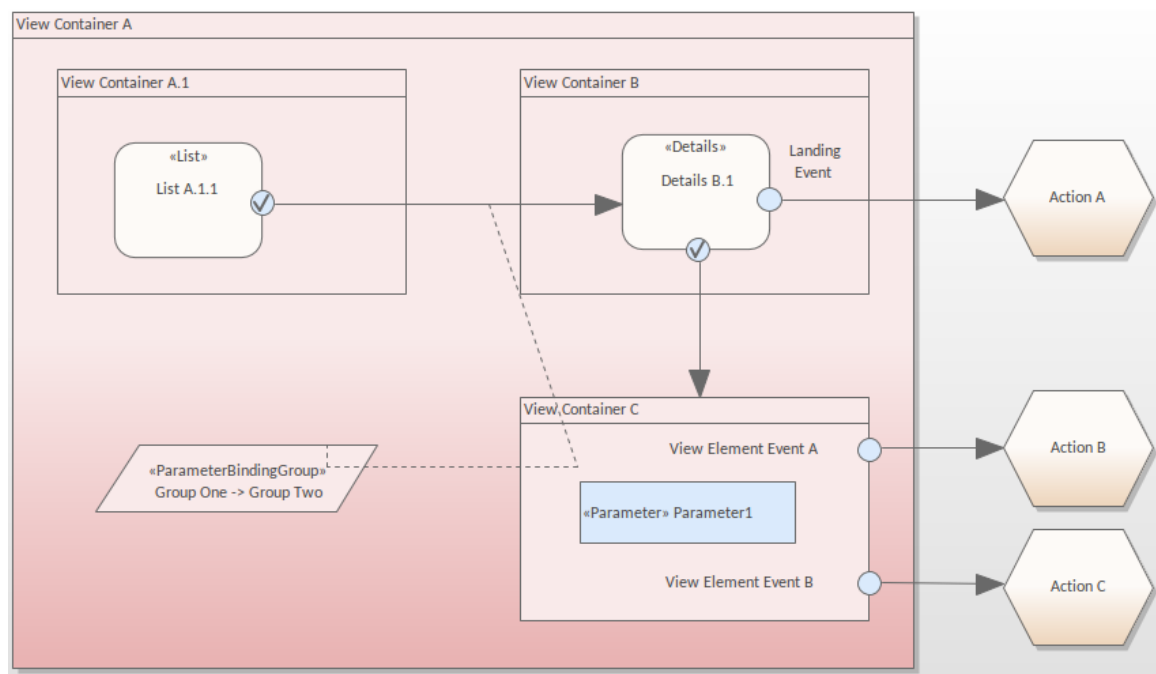 View Container A
View Container A.1
View Container B
«List»
List A.1.1
«Details»
Details B.1
Landing
Event
Action A
View Container C
View Element Event A
Action B
«ParameterBindingGroup»
Group One -> Group Two
«Parameter» Parameter1
View Element Event B
Action C